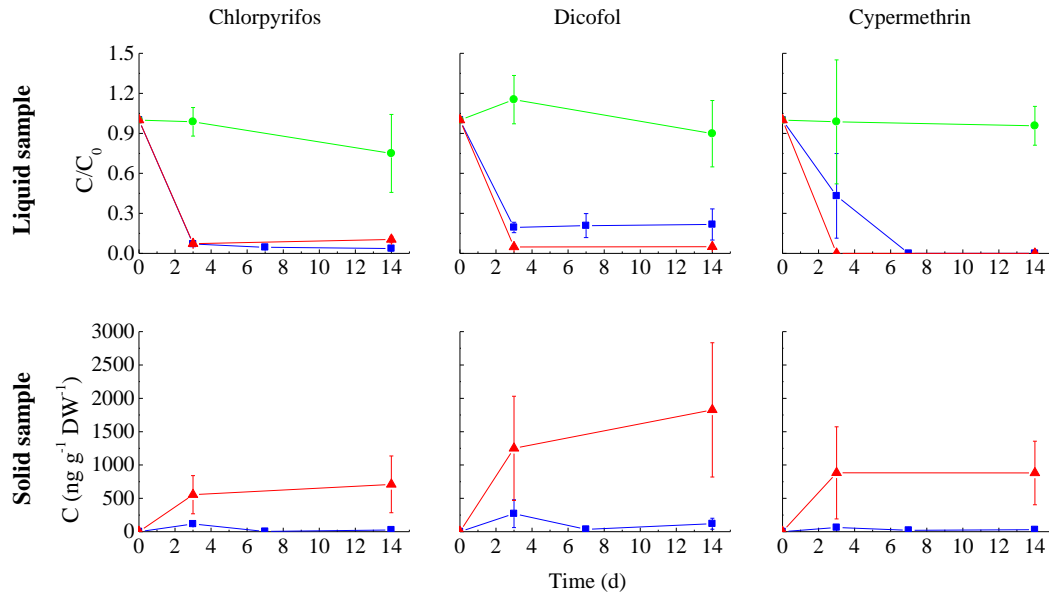 Chlorpyrifos Dicofol Cypermethrin
Liquid sample
C/C0
1.5 1.2 0.9 0.6 0.3 0.0
0 2 4 6 8 10 12 14
0 2 4 6 8 10 12 14
0 2 4 6 8 10 12 14
Solid sample
C (ng g-1 DW-1)
3000 2500 2000 1500 1000 500 0
0 2 4 6 8 10 12 14
0 2 4 6 8 10 12 14
0 2 4 6 8 10 12 14
Time (d)